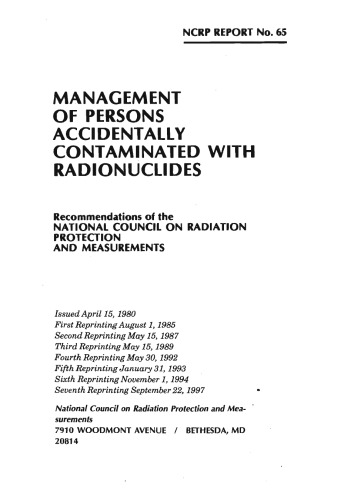 NCRP REPORT No. 65
MANAGEMENT
OF PERSONS
ACCIDENTALLY
CONTAMINATED WITH
RADIONUCLIDES
Recommendations of the
NATIONAL COUNCIL ON RADIATION
PROTECTION
AND MEASUREMENTS
Issued April 15, 1980
First Reprinting August 1, 1985
Second Reprinting May 15, 1987
Third Reprinting May 15, 1989
Fourth Reprinting May 30, 1992
Fifth Reprinting January 31, 1993
Sixth Reprinting November 1, 1994
Seventh Reprinting September 22, 1997
National Council on Radiation Protection and Mea-
surements
7910 WOODMONT AVENUE / BETHESDA, MD
20814